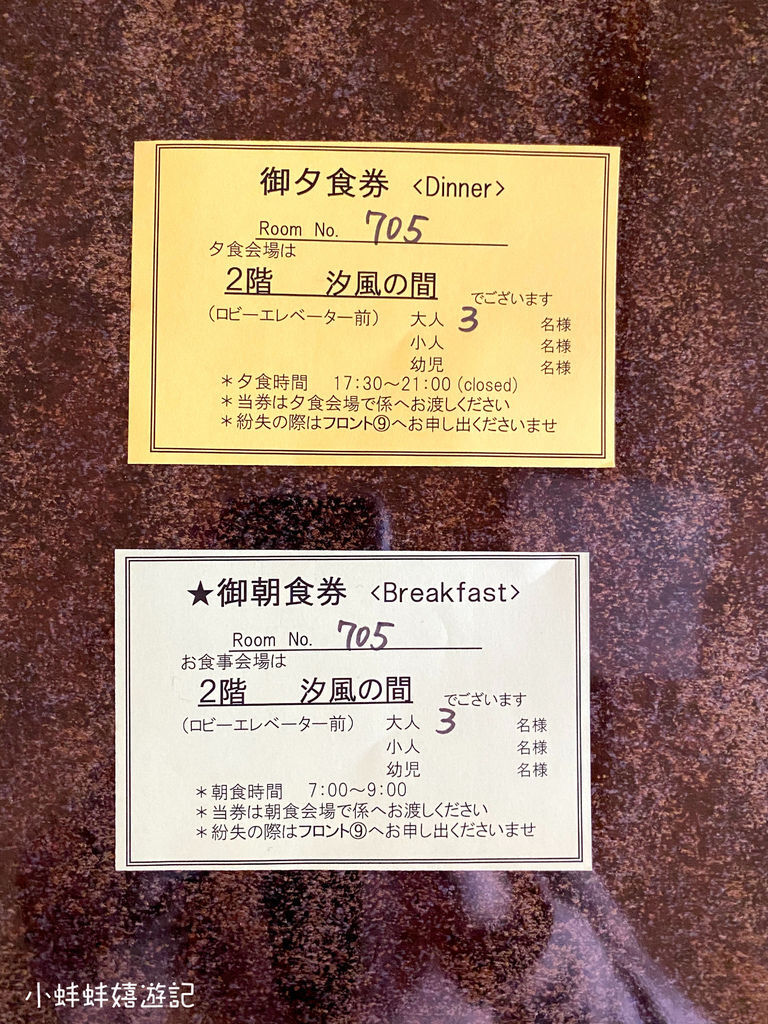 御夕食券 <Dinner>
Room No. 705
夕食会場は
2階 汐風の間 でございます
(ロビーエレベーター前) 大人 3 名様
小人 名様
幼児 名様
*夕食時間 17:30~21:00 (closed)
*当券は夕食会場で係へお渡しください
*紛失の際はフロント⑨へお申し出くださいませ
★御朝食券 <Breakfast>
Room No. 705
お食事会場は
2階 汐風の間 でございます
(ロビーエレベーター前) 大人 3 名様
小人 名様
幼児 名様
*朝食時間 7:00~9:00
*当券は朝食会場で係へお渡しください
*紛失の際はフロント⑨へお申し出くださいませ
小蚌蚌嬉遊記